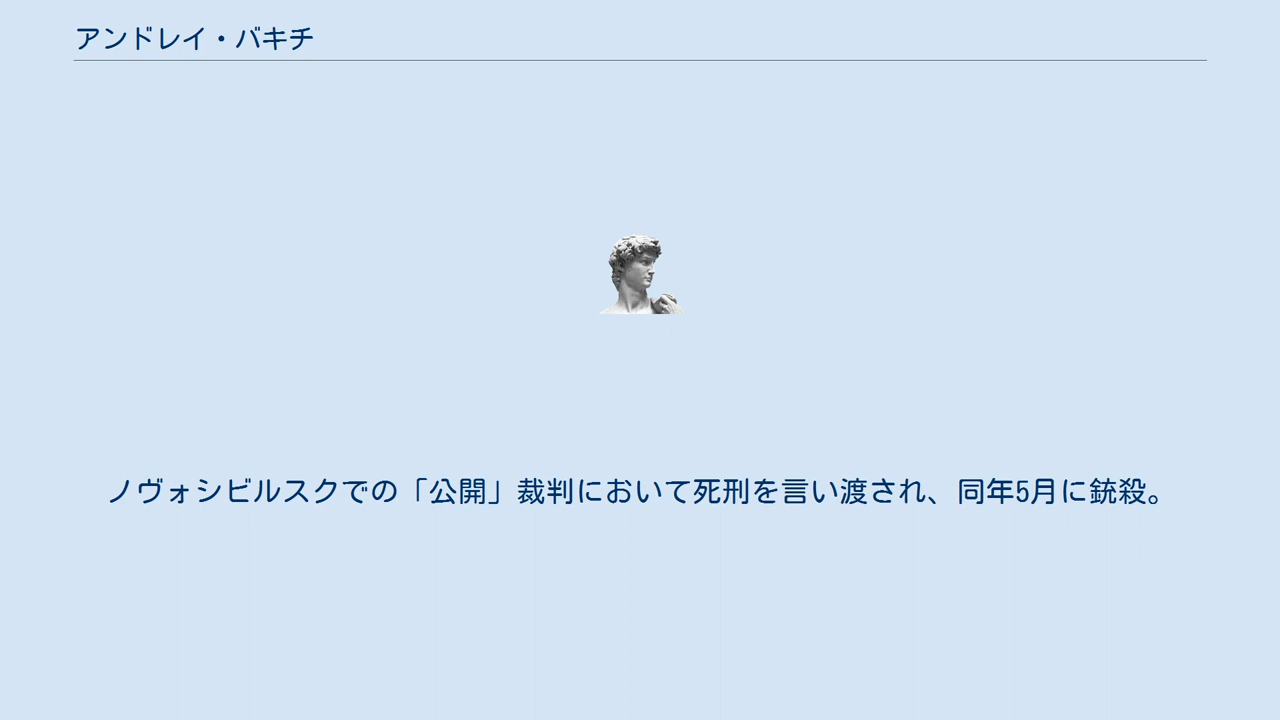 アンドレイ・バキチ
ノヴォシビルスクでの「公開」裁判において死刑を言い渡され、同年5月に銃殺。